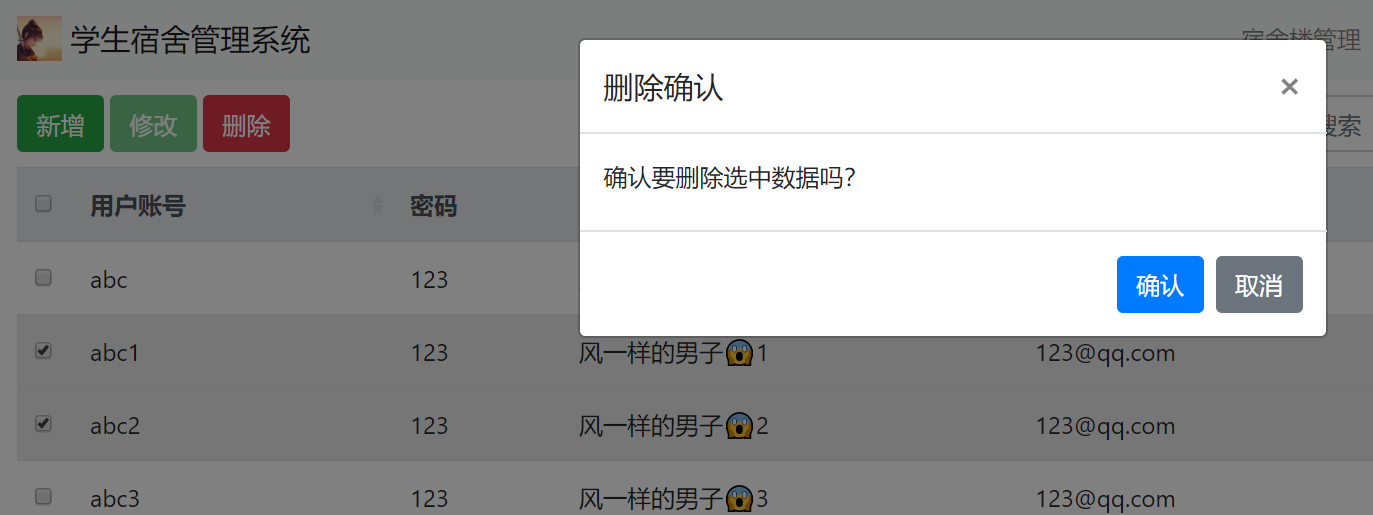 学生宿舍管理系统
宿舍楼管理
删除确认
×
新增 修改 删除
搜索
确认要删除选中数据吗？
用户账号 密码
确认 取消
abc 123
abc1 123 风一样的男子😱1 123@qq.com
abc2 123 风一样的男子😱2 123@qq.com
abc3 123 风一样的男子😱3 123@qq.com